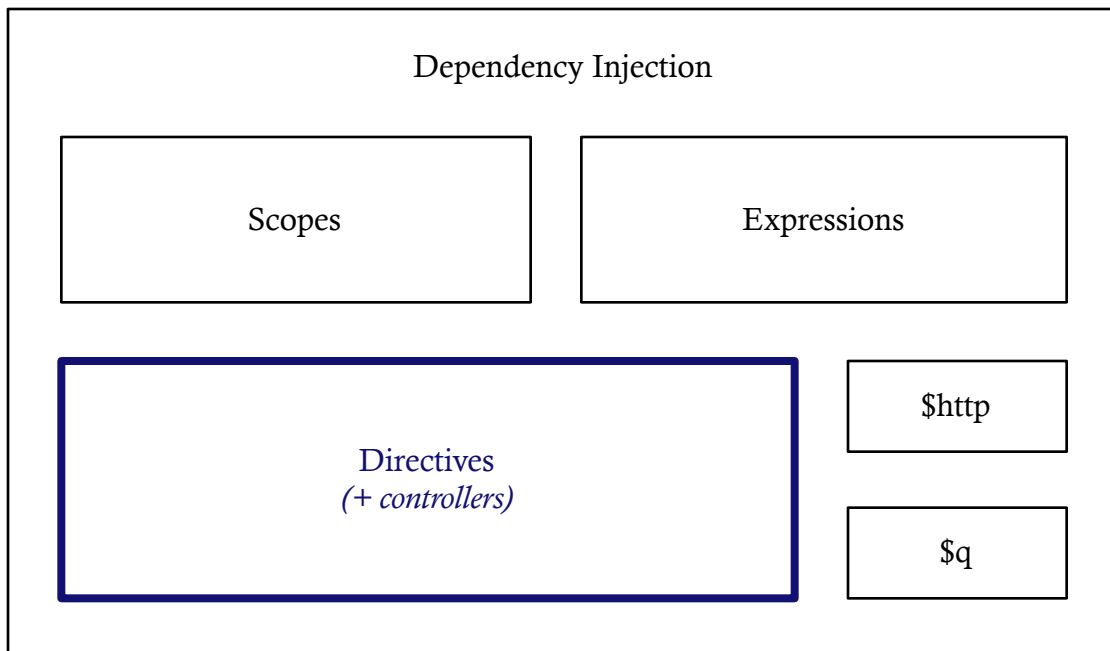 Dependency Injection
Scopes
Expressions
Directives
(+ controllers)
$http
$q